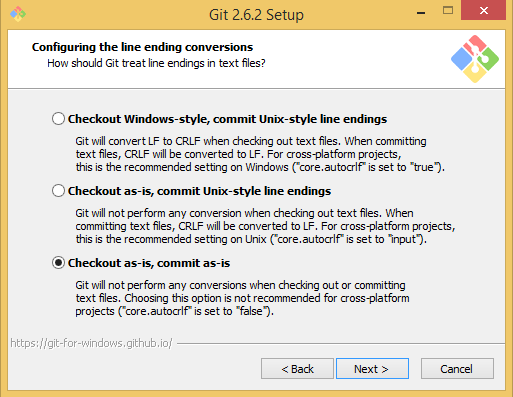 Git 2.6.2 Setup
Configuring the line ending conversions
How should Git treat line endings in text files?
Checkout Windows-style, commit Unix-style line endings
Git will convert LF to CRLF when checking out text files. When committing
text files, CRLF will be converted to LF. For cross-platform projects,
this is the recommended setting on Windows ("core.autocrlf" is set to "true").
Checkout as-is, commit Unix-style line endings
Git will not perform any conversion when checking out text files. When
committing text files, CRLF will be converted to LF. For cross-platform projects,
this is the recommended setting on Unix ("core.autocrlf" is set to "input").
Checkout as-is, commit as-is
Git will not perform any conversions when checking out or committing
text files. Choosing this option is not recommended for cross-platform
projects ("core.autocrlf" is set to "false").
https://git-for-windows.github.io/
< Back
Next >
Cancel